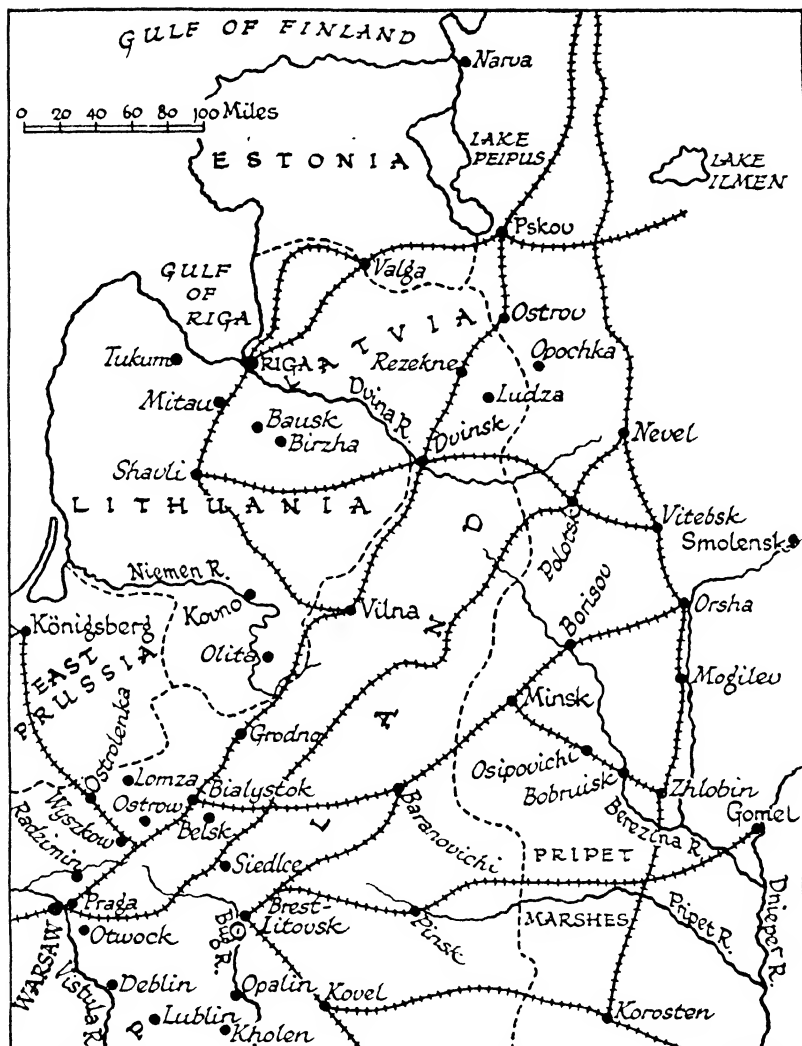 GULF OF FINLAND
Narva
0 20 40 60 80 100 Miles
ESTONIA
LAKE PEIPUS
LAKE ILMEN
Pskov
GULF OF RIGA
Valga
Ostrov
LATVIA
Tukum
RIGA
Rezekne
Opochka
Mitau
Dvina R.
Ludza
Bausk
Birzha
Dvinsk
Nevel
Shavli
LITHUANIA
Polotsk
Vitebsk
Smolensk
Niemen R.
Kovno
Vilna
Borisov
Orsha
Königsberg
Olita
EAST PRUSSIA
Mogilev
Minsk
Grodno
Ostrolenka
Osipovichi
Lomza
Bialystok
Bobruisk
Zhlobin
Ostrow
Belsk
Baranovichi
Berezina R.
Gomel
Wyszkow
Radzimin
Siedlce
PRIPET
MARSHES
Praga
Brest-
Litovsk
Pinsk
Pripet R.
Dnieper R.
WARSAW
Otwock
Bug R.
Vistula R.
Deblin
Opalin
Kovel
Korosten
Lublin
Kholen
P
L
A
N
D